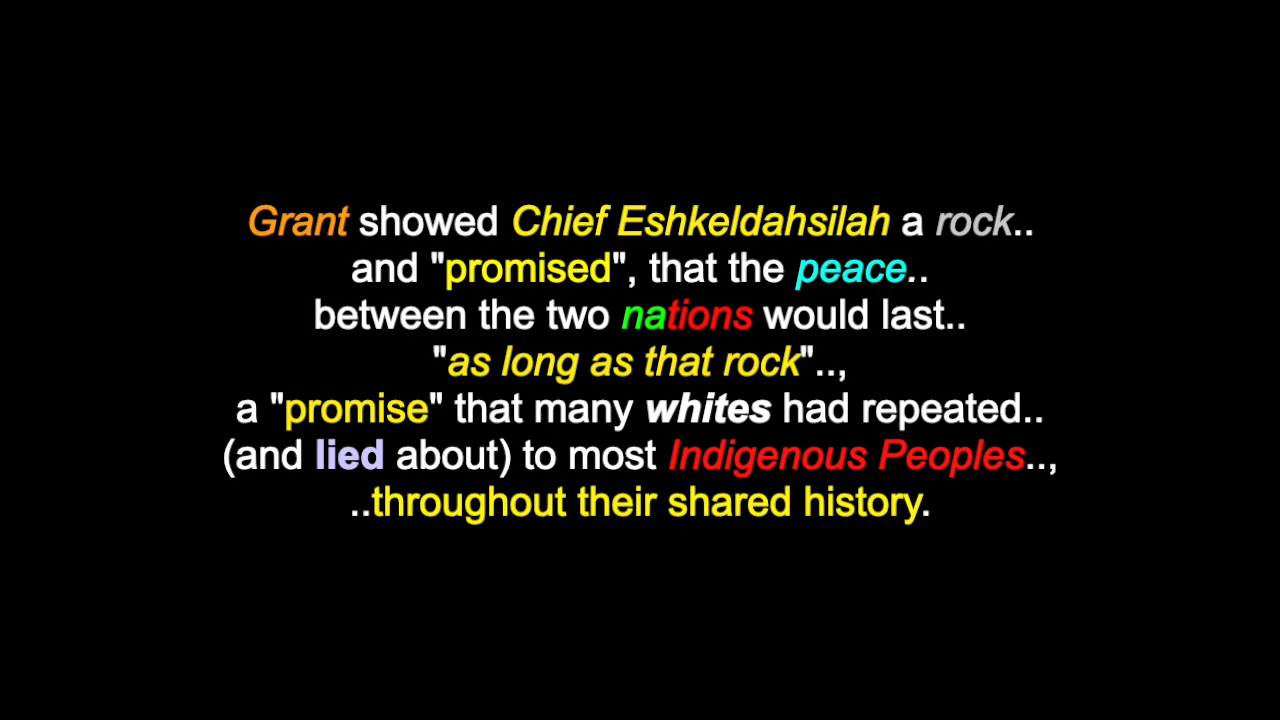 Grant showed Chief Eshkeldahsilah a rock..
and "promised", that the peace..
between the two nations would last..
"as long as that rock"..,
a "promise" that many whites had repeated..
(and lied about) to most Indigenous Peoples..,
..throughout their shared history.